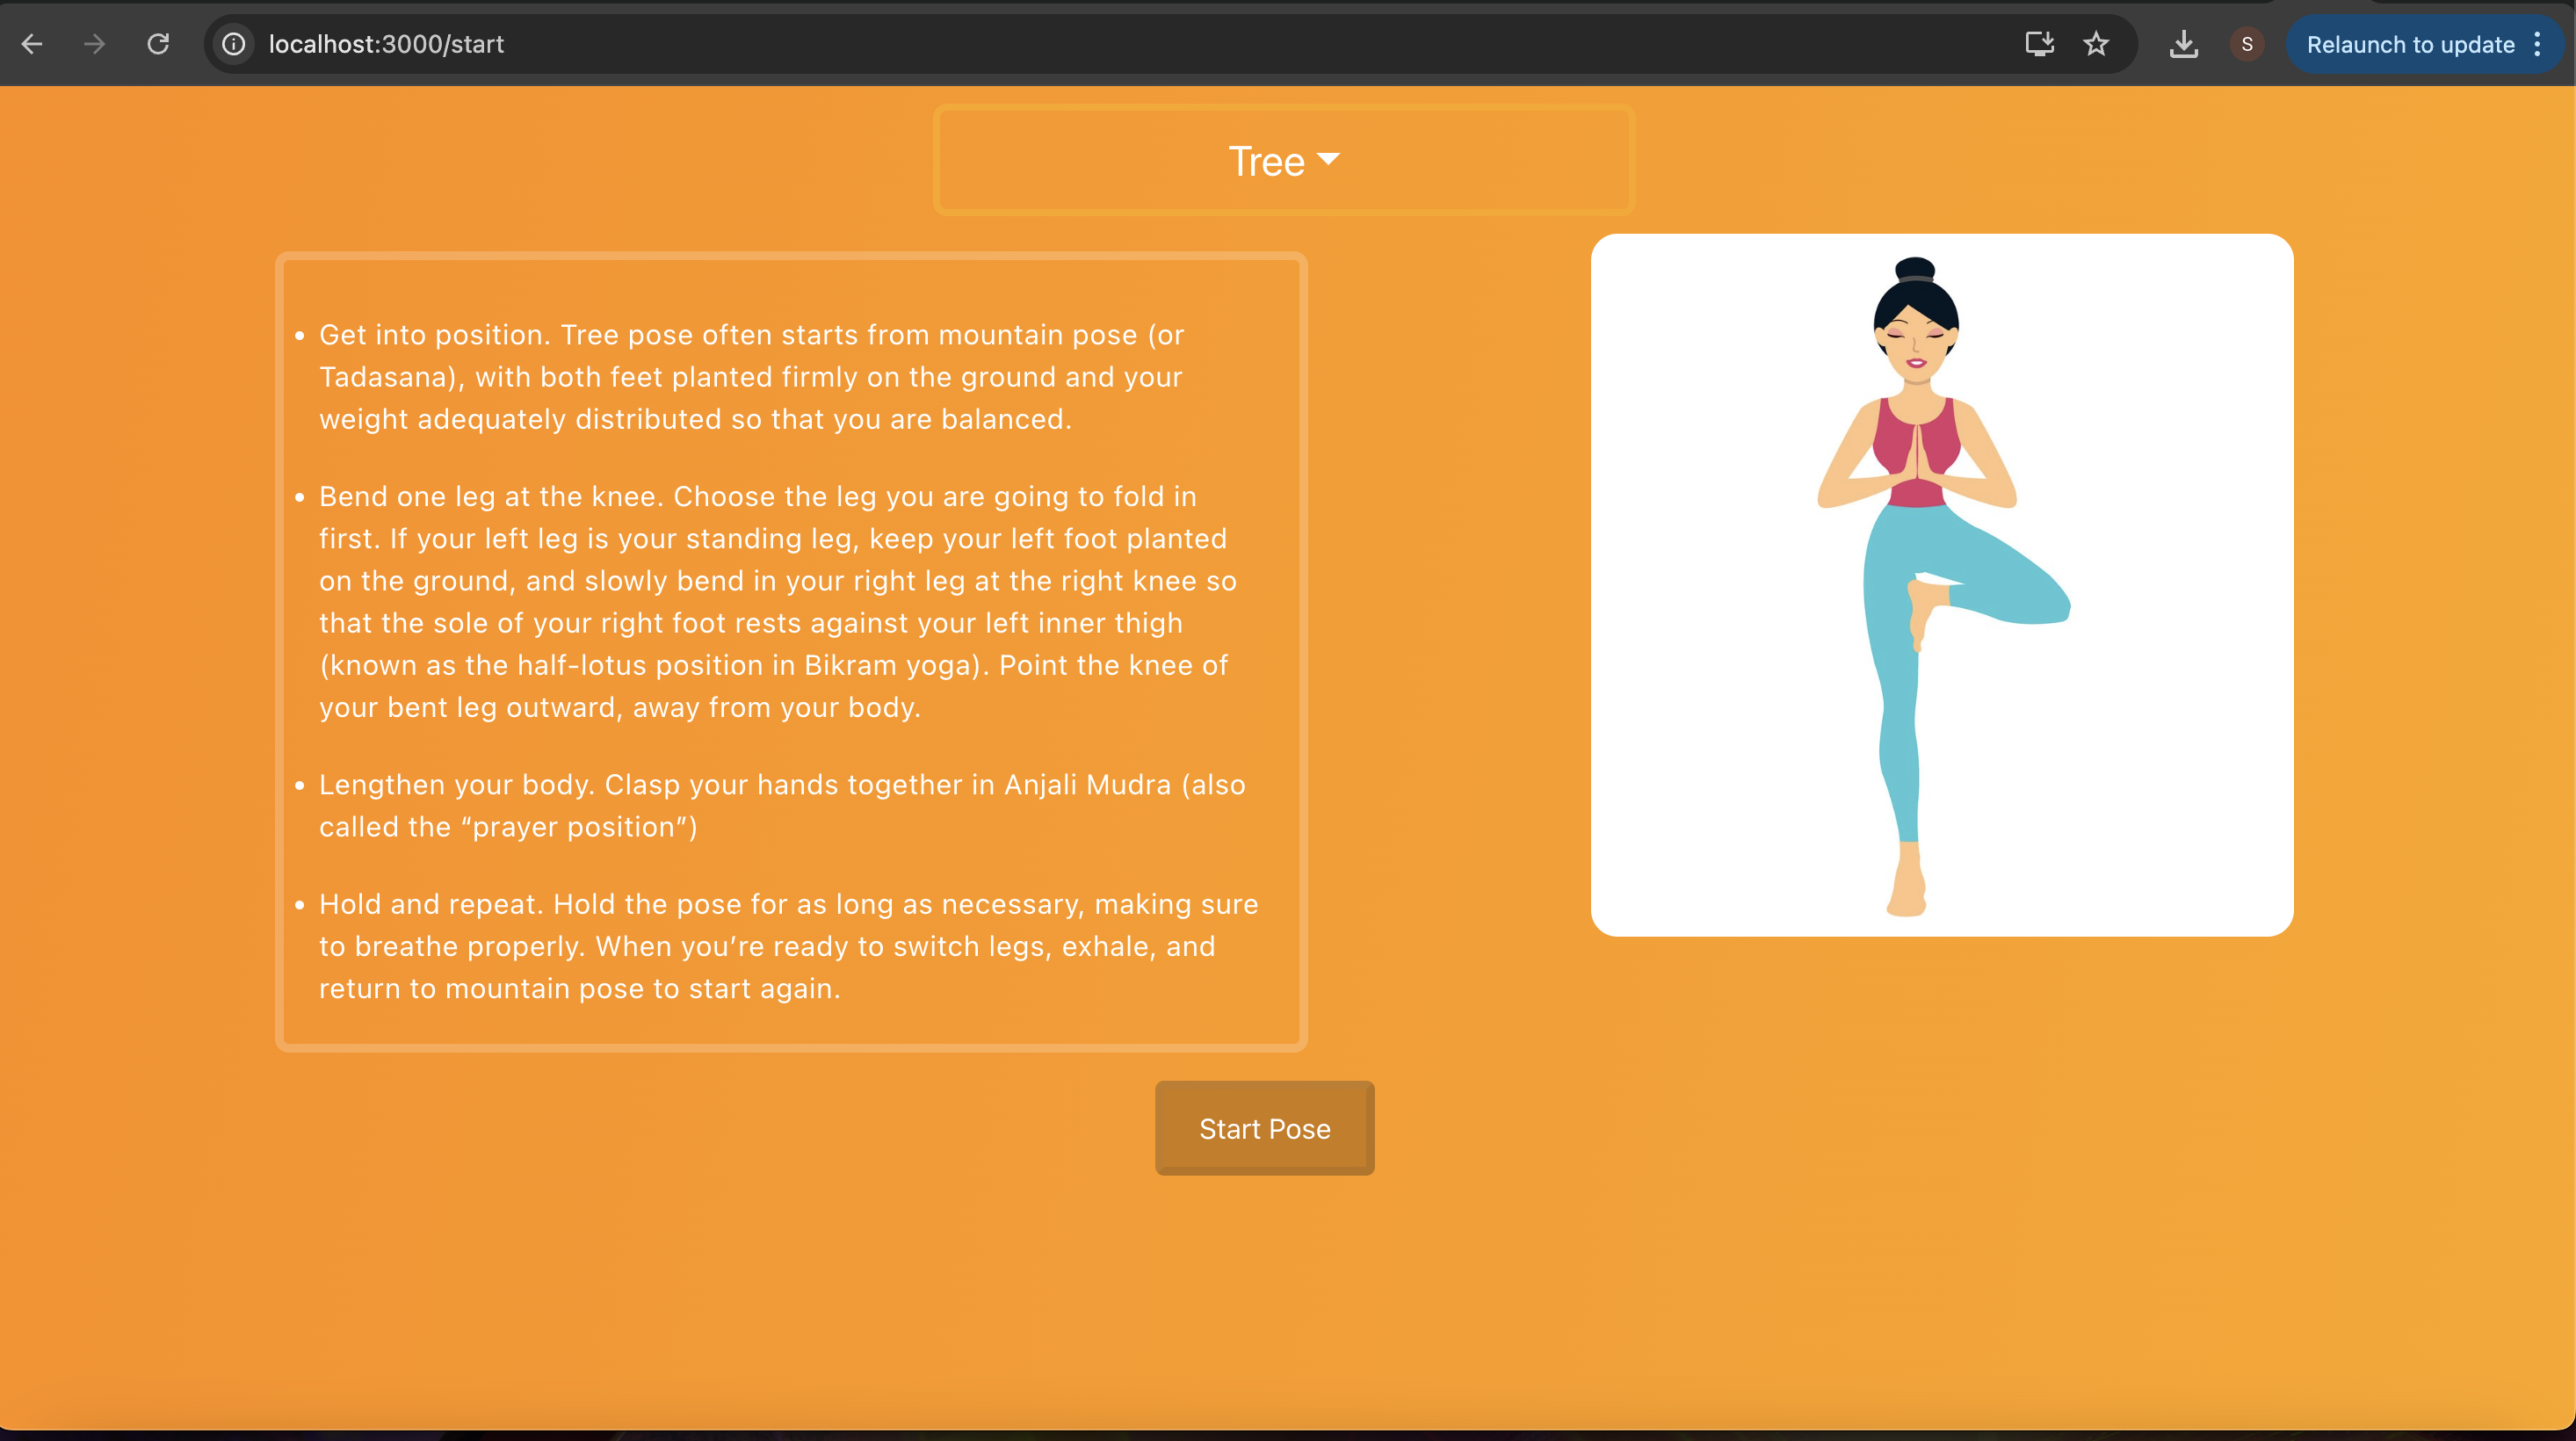 localhost:3000/start
S
Relaunch to update
Tree
• Get into position. Tree pose often starts from mountain pose (or
Tadasana), with both feet planted firmly on the ground and your
weight adequately distributed so that you are balanced.
• Bend one leg at the knee. Choose the leg you are going to fold in
first. If your left leg is your standing leg, keep your left foot planted
on the ground, and slowly bend in your right leg at the right knee so
that the sole of your right foot rests against your left inner thigh
(known as the half-lotus position in Bikram yoga). Point the knee of
your bent leg outward, away from your body.
• Lengthen your body. Clasp your hands together in Anjali Mudra (also
called the “prayer position”)
• Hold and repeat. Hold the pose for as long as necessary, making sure
to breathe properly. When you’re ready to switch legs, exhale, and
return to mountain pose to start again.
Start Pose